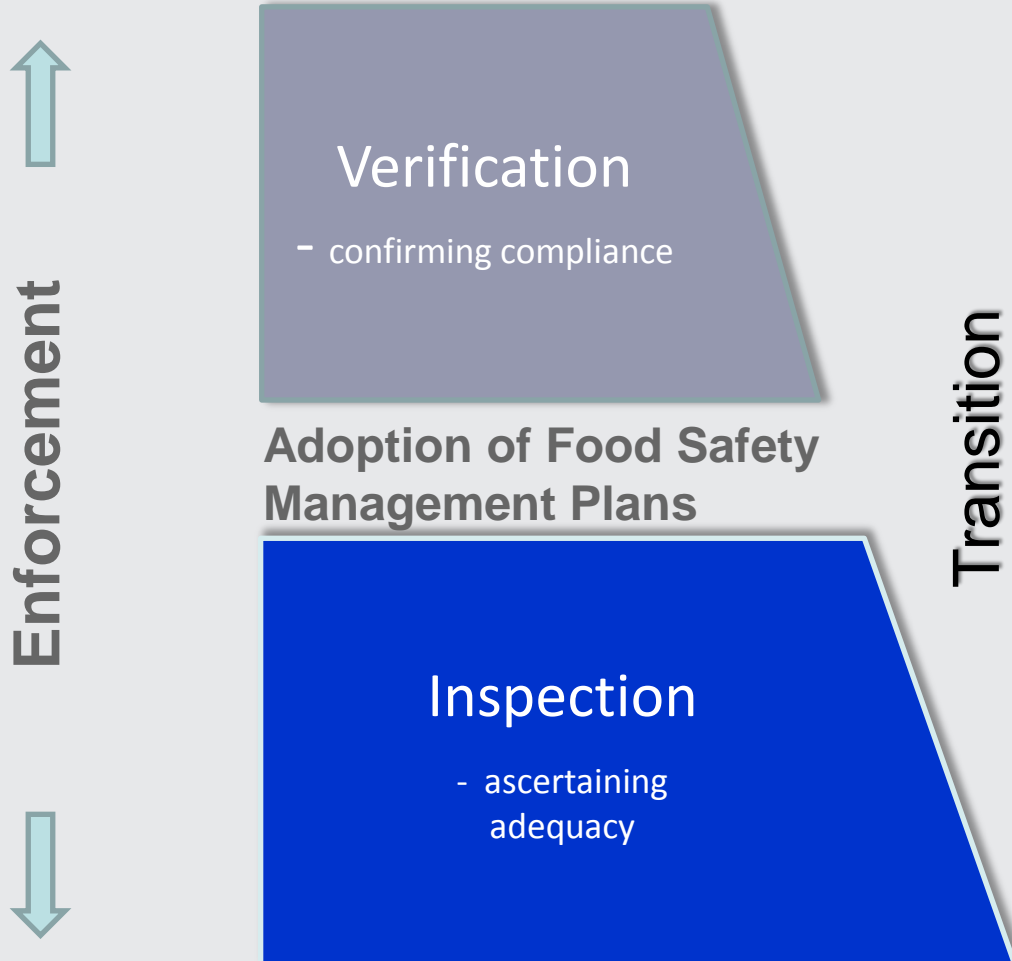 Enforcement
Verification
- confirming compliance
Adoption of Food Safety
Management Plans
Inspection
- ascertaining
adequacy
Transition